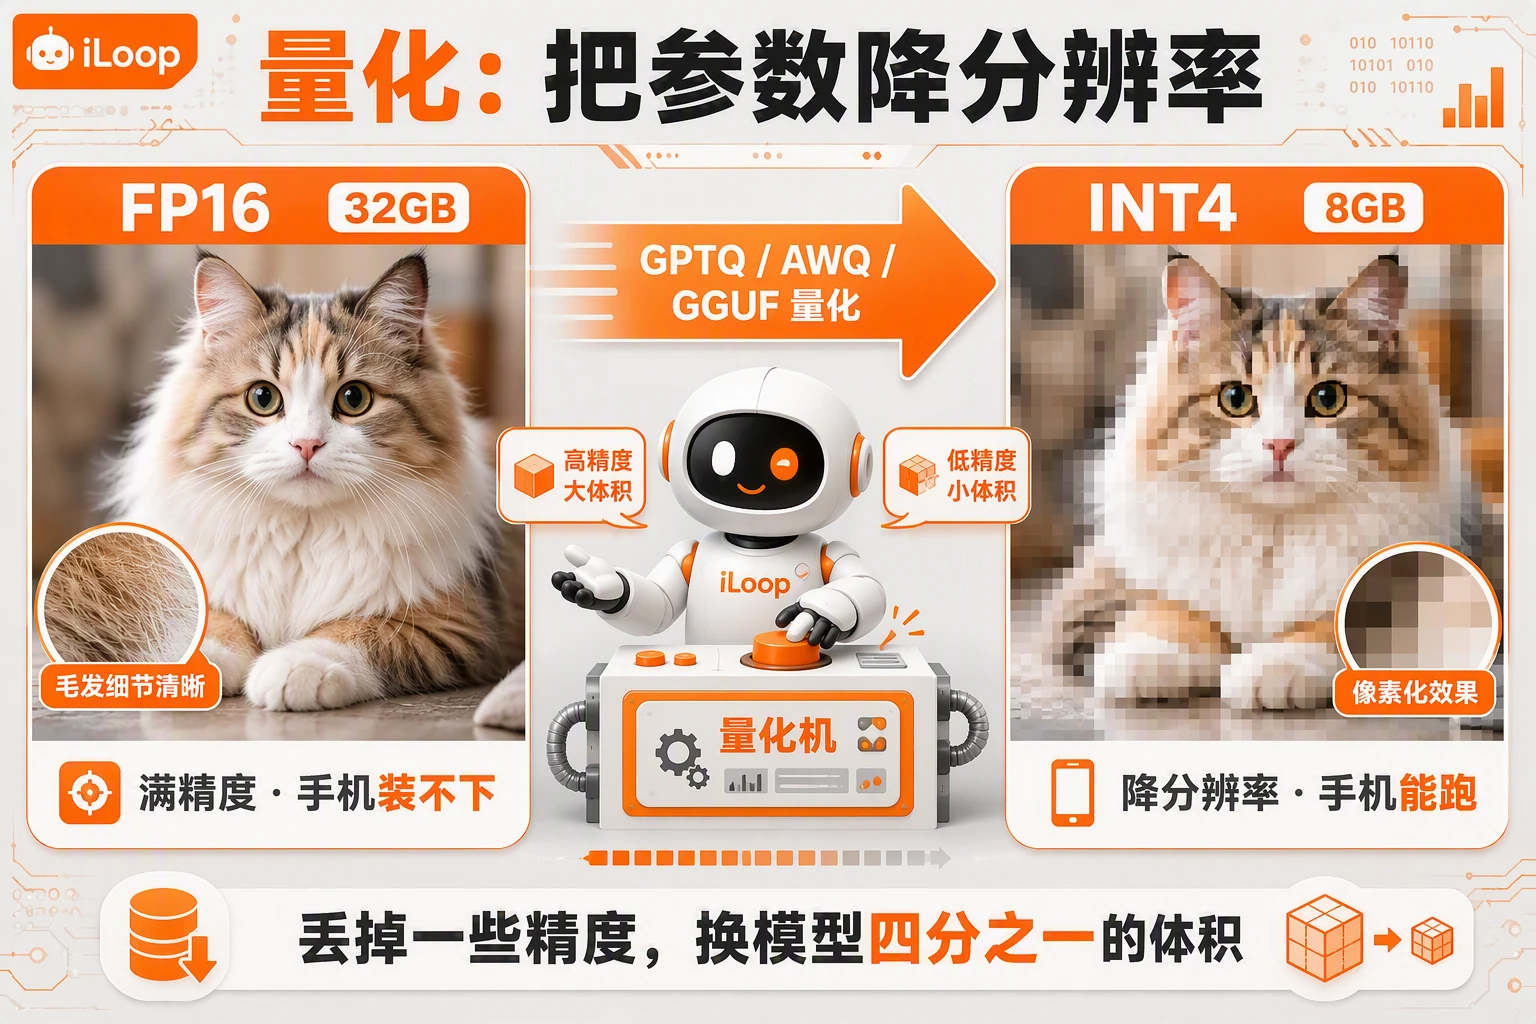 iLoop
量化：把参数降分辨率
010 10110
10101 010
010 10110
FP16 32GB
GPTQ / AWQ /
GGUF 量化
INT4 8GB
高精度
大体积
低精度
小体积
iLoop
毛发细节清晰
像素化效果
量化机
满精度 · 手机装不下
降分辨率 · 手机能跑
丢掉一些精度，换模型四分之一的体积